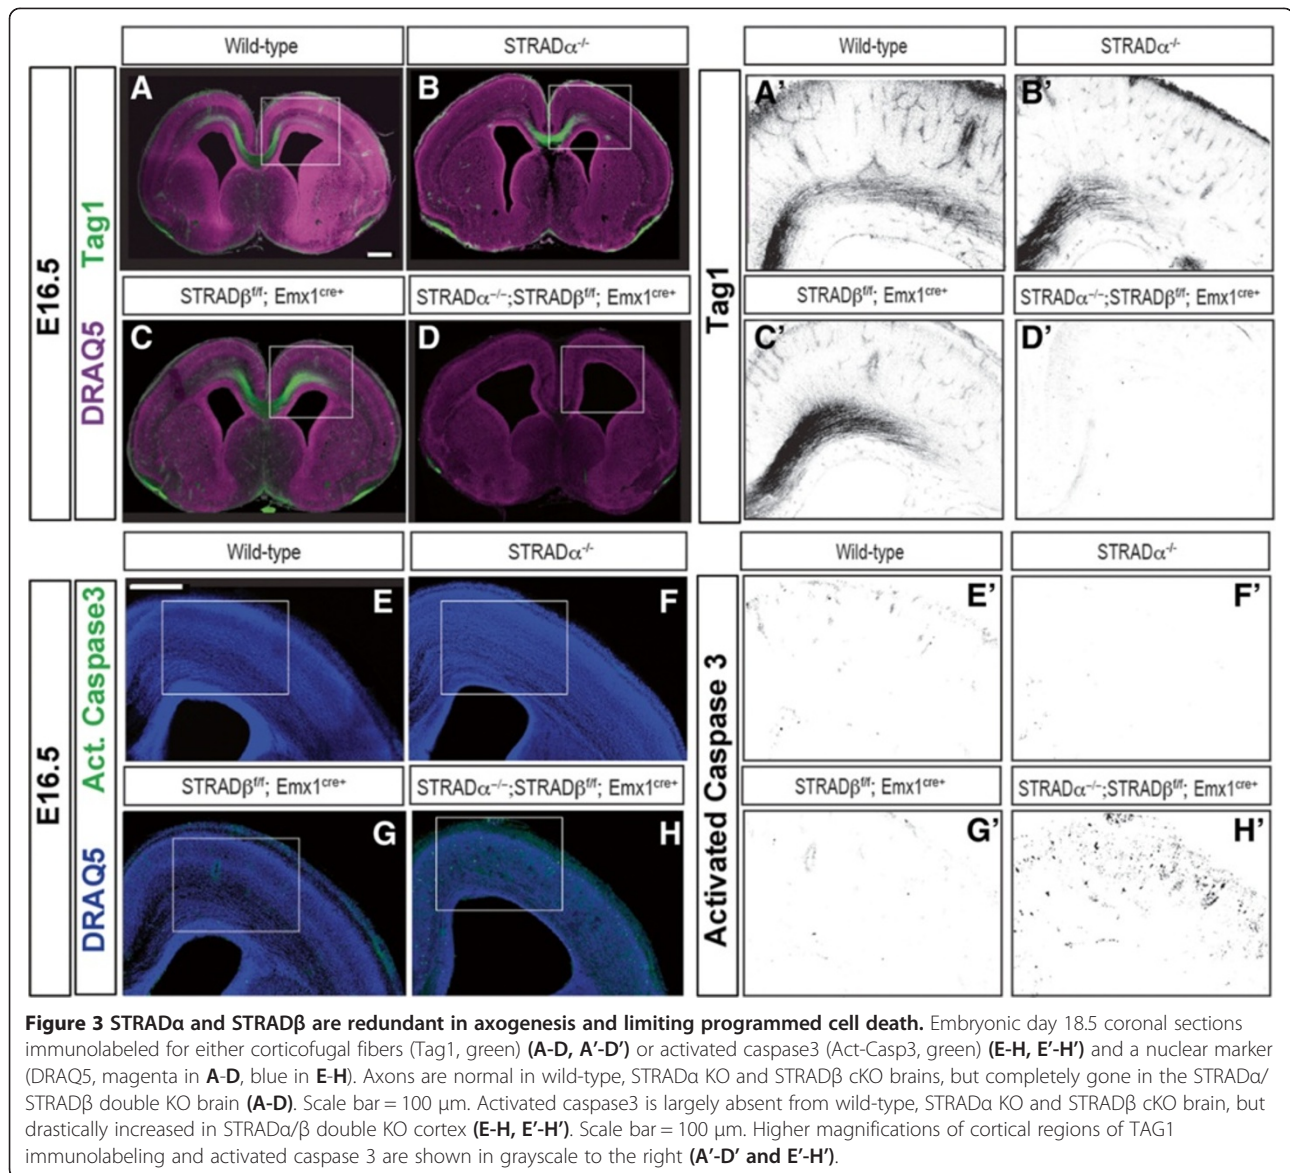 Wild-type
STRADα-/-
E16.5
DRAQ5 Tag1
A
B
STRADβf/f; Emx1cre+
STRADα−/−;STRADβf/f; Emx1cre+
C
D
Wild-type
STRADα-/-
Tag1
A'
B'
STRADβf/f; Emx1cre+
STRADα−/−;STRADβf/f; Emx1cre+
C'
D'
Wild-type
STRADα-/-
E16.5
DRAQ5 Act. Caspase3
E
F
STRADβf/f; Emx1cre+
STRADα−/−;STRADβf/f; Emx1cre+
G
H
Wild-type
STRADα-/-
Activated Caspase 3
E'
F'
STRADβf/f; Emx1cre+
STRADα−/−;STRADβf/f; Emx1cre+
G'
H'
Figure 3 STRADα and STRADβ are redundant in axogenesis and limiting programmed cell death. Embryonic day 18.5 coronal sections
immunolabeled for either corticofugal fibers (Tag1, green) (A-D, A’-D’) or activated caspase3 (Act-Casp3, green) (E-H, E’-H’) and a nuclear marker
(DRAQ5, magenta in A-D, blue in E-H). Axons are normal in wild-type, STRADα KO and STRADβ cKO brains, but completely gone in the STRADα/
STRADβ double KO brain (A-D). Scale bar = 100 μm. Activated caspase3 is largely absent from wild-type, STRADα KO and STRADβ cKO brain, but
drastically increased in STRADα/β double KO cortex (E-H, E’-H’). Scale bar = 100 μm. Higher magnifications of cortical regions of TAG1
immunolabeling and activated caspase 3 are shown in grayscale to the right (A’-D’ and E’-H’).